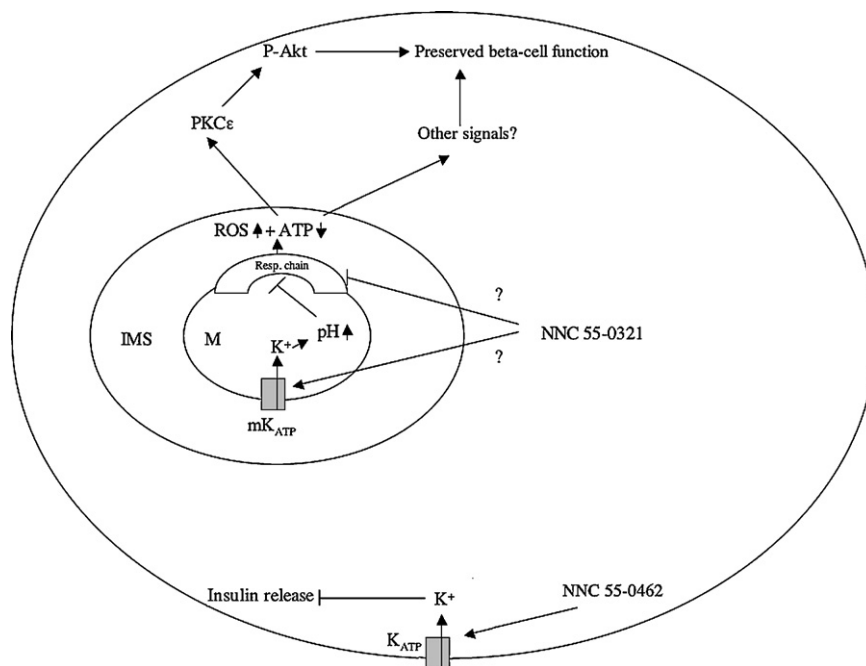 P-Akt
Preserved beta-cell function
PKCε
Other signals?
ROS + ATP
Resp. chain
?
IMS
M
pH
NNC 55-0321
K+
?
mKATP
Insulin release
K+
NNC 55-0462
KATP